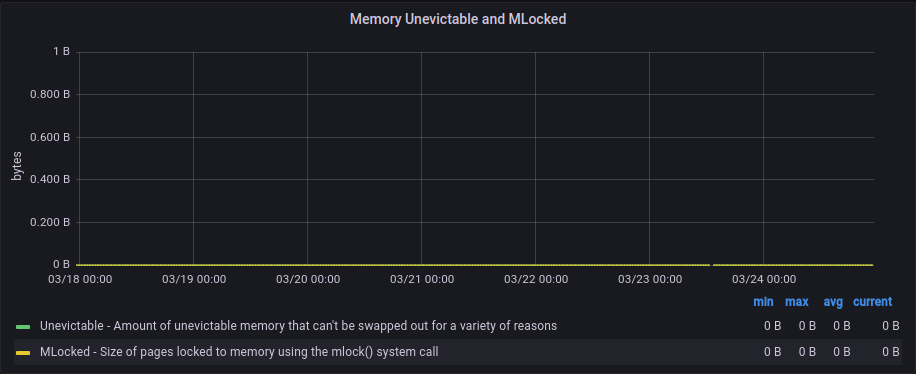 Memory Unevictable and MLocked
1 B
0.800 B
0.600 B
0.400 B
0.200 B
0 B
bytes
03/18 00:00 03/19 00:00 03/20 00:00 03/21 00:00 03/22 00:00 03/23 00:00 03/24 00:00
min max avg current
Unevictable - Amount of unevictable memory that can't be swapped out for a variety of reasons 0 B 0 B 0 B 0 B
MLocked - Size of pages locked to memory using the mlock() system call 0 B 0 B 0 B 0 B